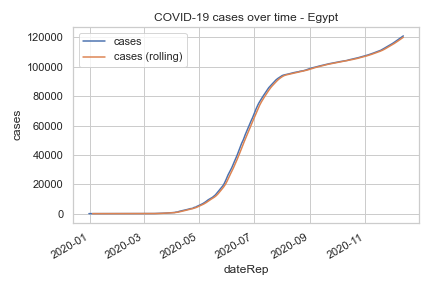 COVID-19 cases over time - Egypt
cases
cases (rolling)
120000
100000
80000
60000
40000
20000
0
cases
2020-01
2020-03
2020-05
2020-07
2020-09
2020-11
dateRep